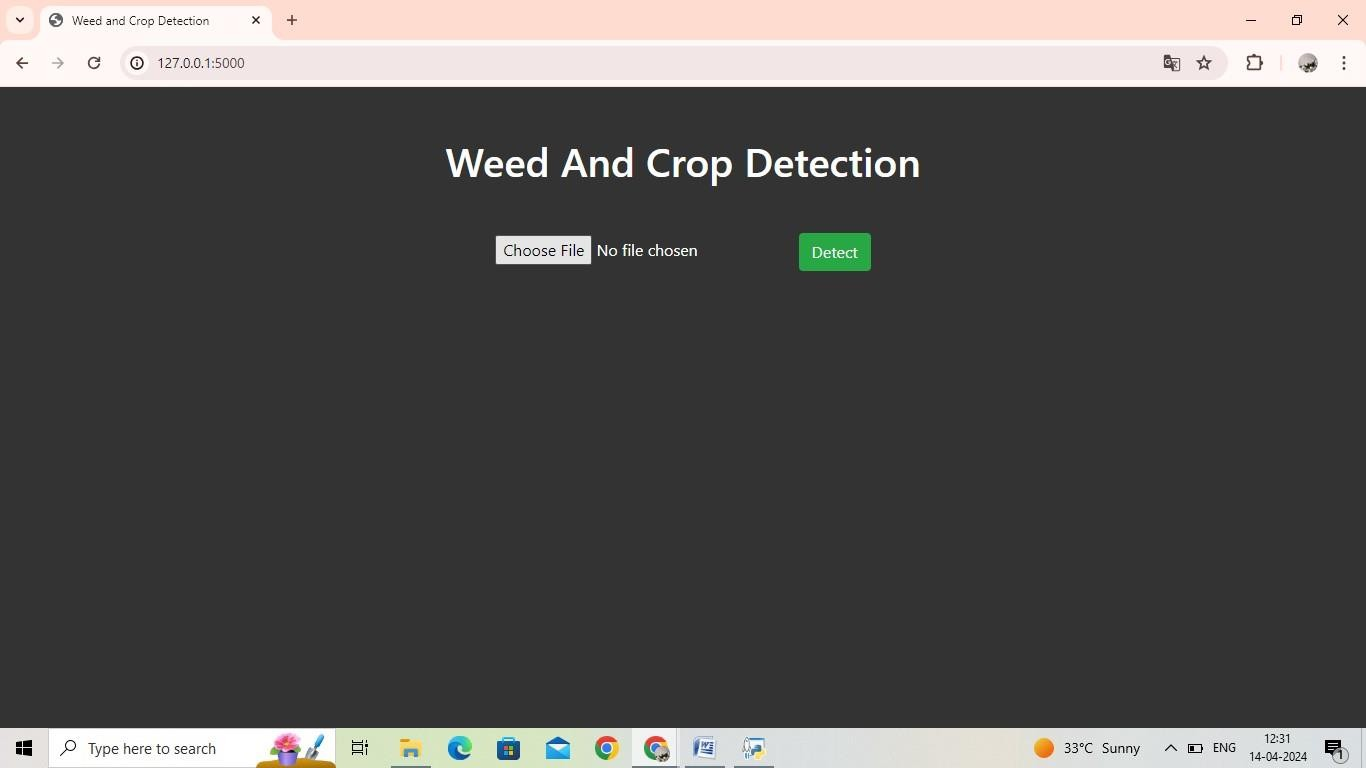 Weed and Crop Detection
127.0.0.1:5000
Weed And Crop Detection
Choose File No file chosen
Detect
Type here to search
33°C Sunny
ENG
12:31
14-04-2024
1